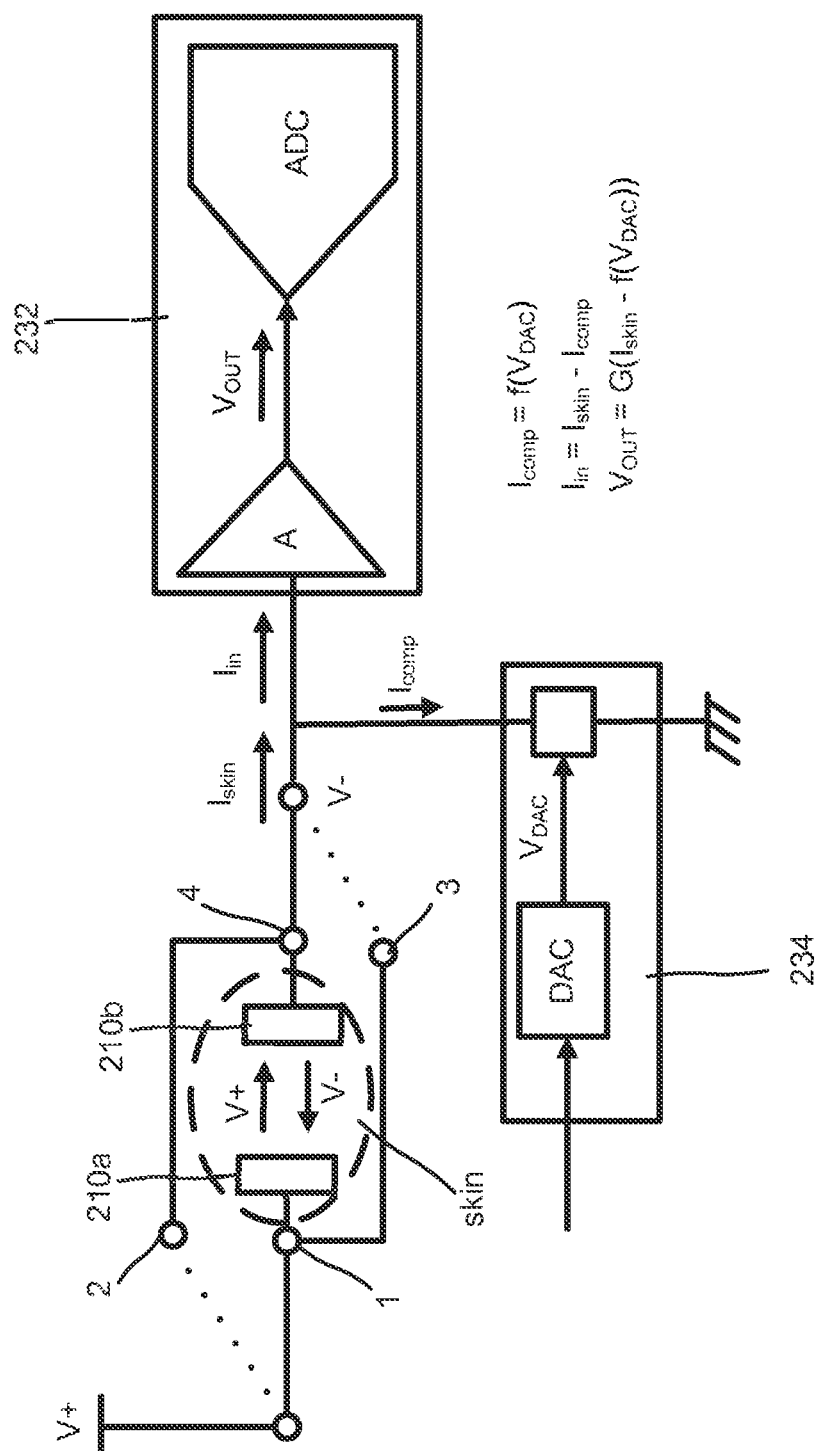 V+
2
1
210a
V+
V-
210b
skin
4
3
V-
I_skin
I_in
I_comp
A
V_OUT
ADC
232
DAC
V_DAC
234
I_comp = f(V_DAC)
I_in = I_skin - I_comp
V_OUT = G(I_skin - f(V_DAC))